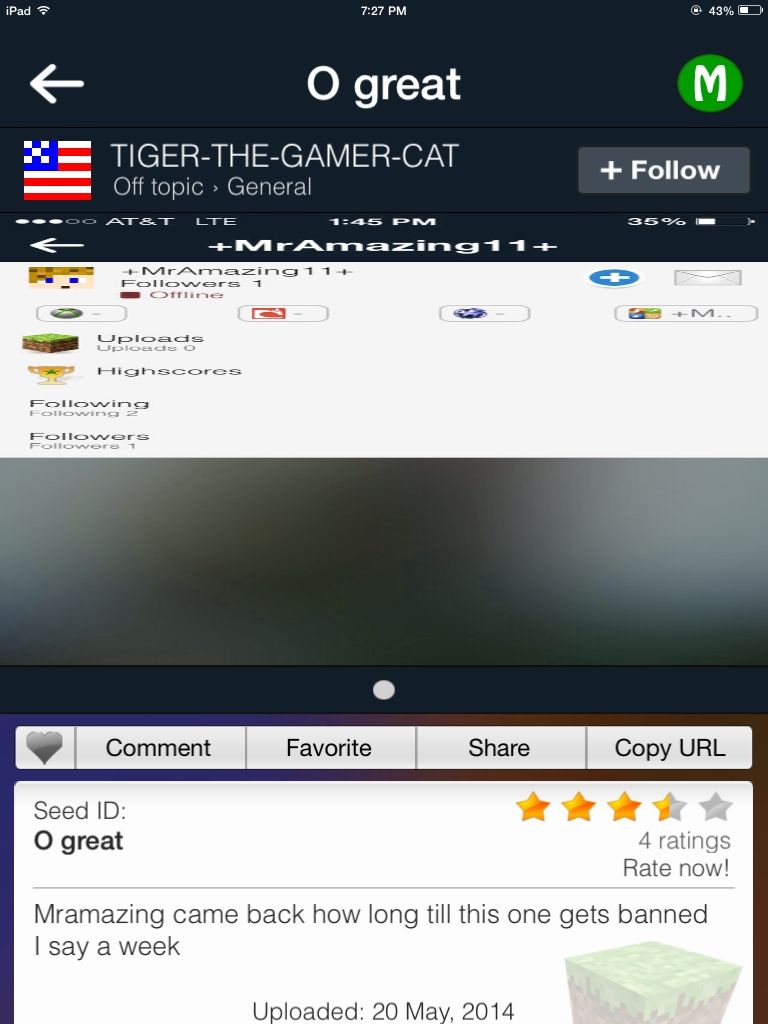 iPad 7:27 PM 43%
O great M
TIGER-THE-GAMER-CAT
Off topic › General
+ Follow
AT&T LTE 1:45 PM 35%
+MrAmazing11+
+MrAmazing11+
Followers 1
Offline
- - - +M..
Uploads
Uploads 0
Highscores
Following
Following 2
Followers
Followers 1
Comment Favorite Share Copy URL
Seed ID:
O great
4 ratings
Rate now!
Mramazing came back how long till this one gets banned
I say a week
Uploaded: 20 May, 2014